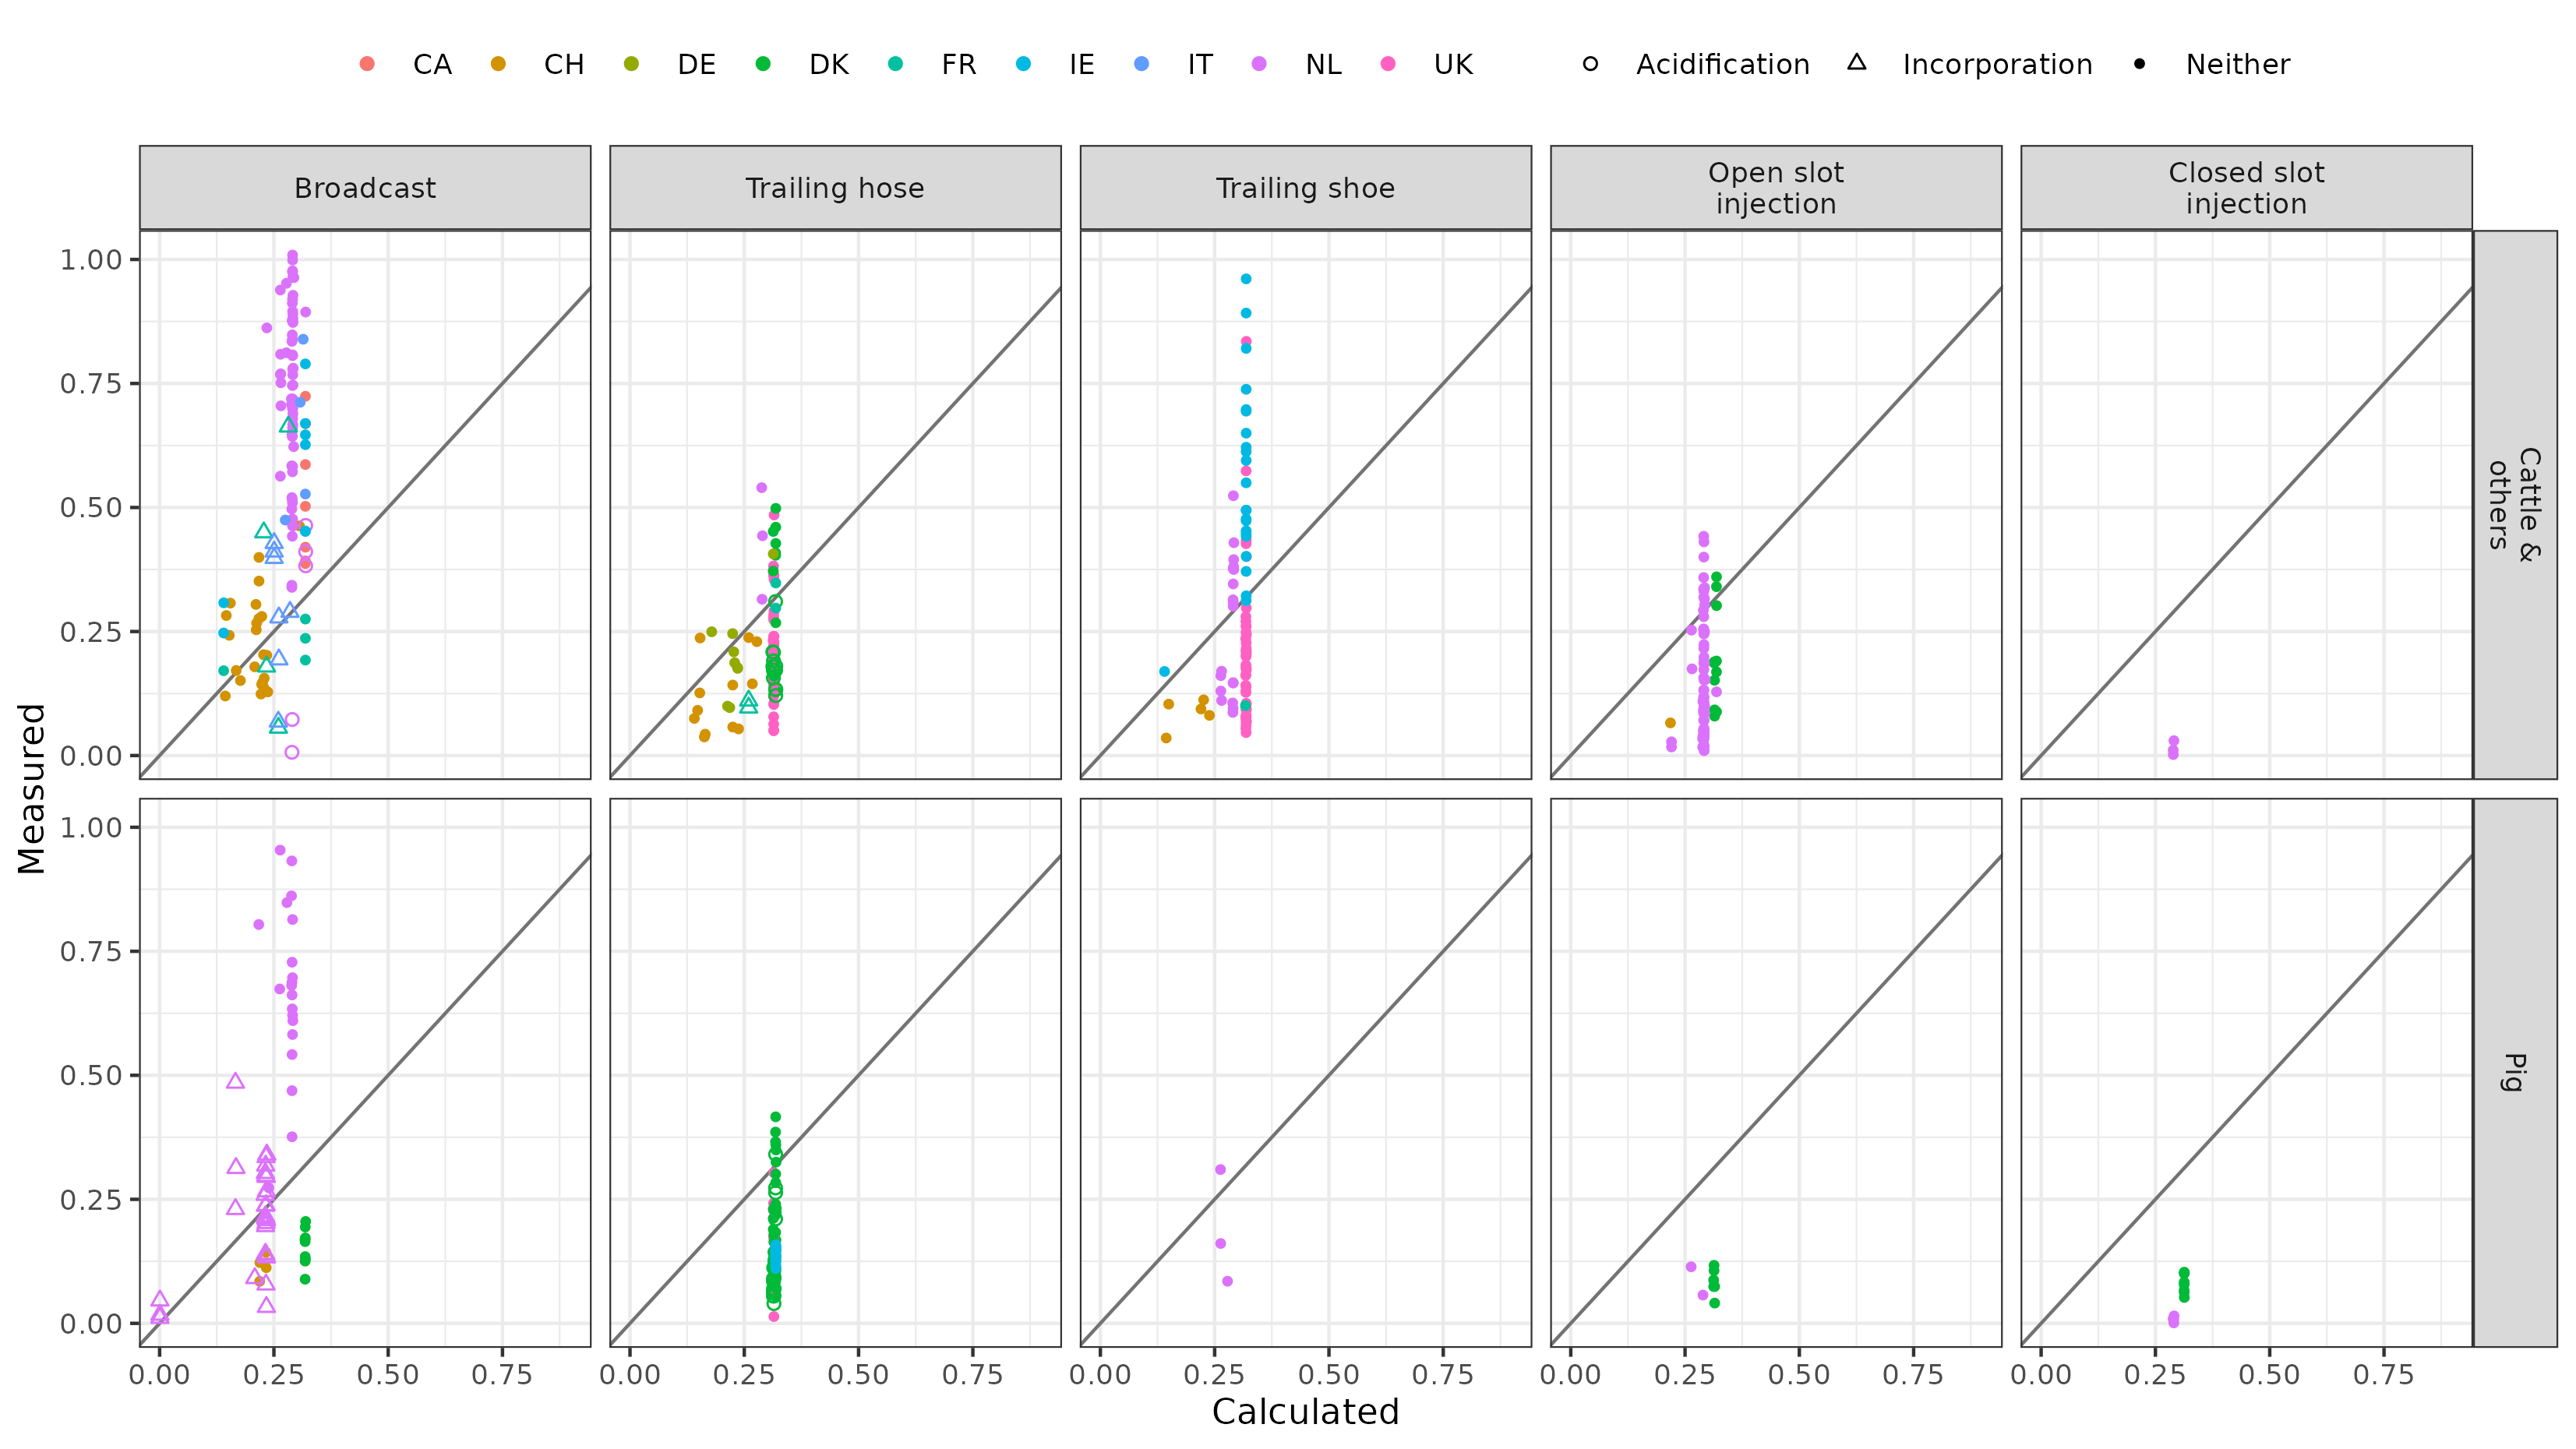 CA CH DE DK FR IE IT NL UK Acidification Incorporation Neither
Broadcast
Trailing hose
Trailing shoe
Open slot
injection
Closed slot
injection
1.00
0.75
0.50
0.25
0.00
Cattle &
others
1.00
0.75
0.50
0.25
0.00
Pig
Measured
0.00 0.25 0.50 0.75 0.00 0.25 0.50 0.75 0.00 0.25 0.50 0.75 0.00 0.25 0.50 0.75 0.00 0.25 0.50 0.75
Calculated